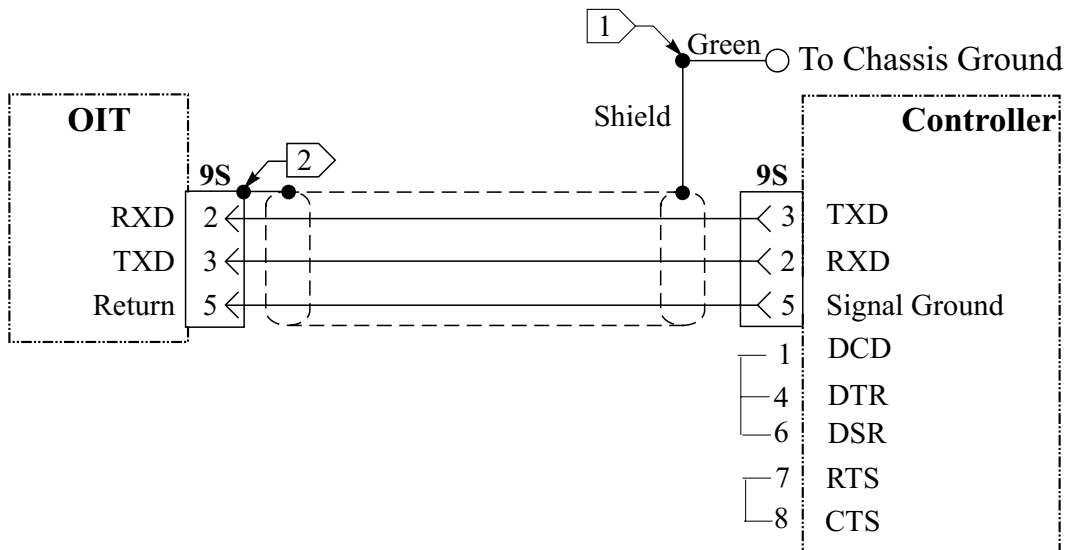 1
Green
To Chassis Ground
OIT
Shield
Controller
2
9S
9S
RXD 2
3 TXD
TXD 3
2 RXD
Return 5
5 Signal Ground
1 DCD
4 DTR
6 DSR
7 RTS
8 CTS